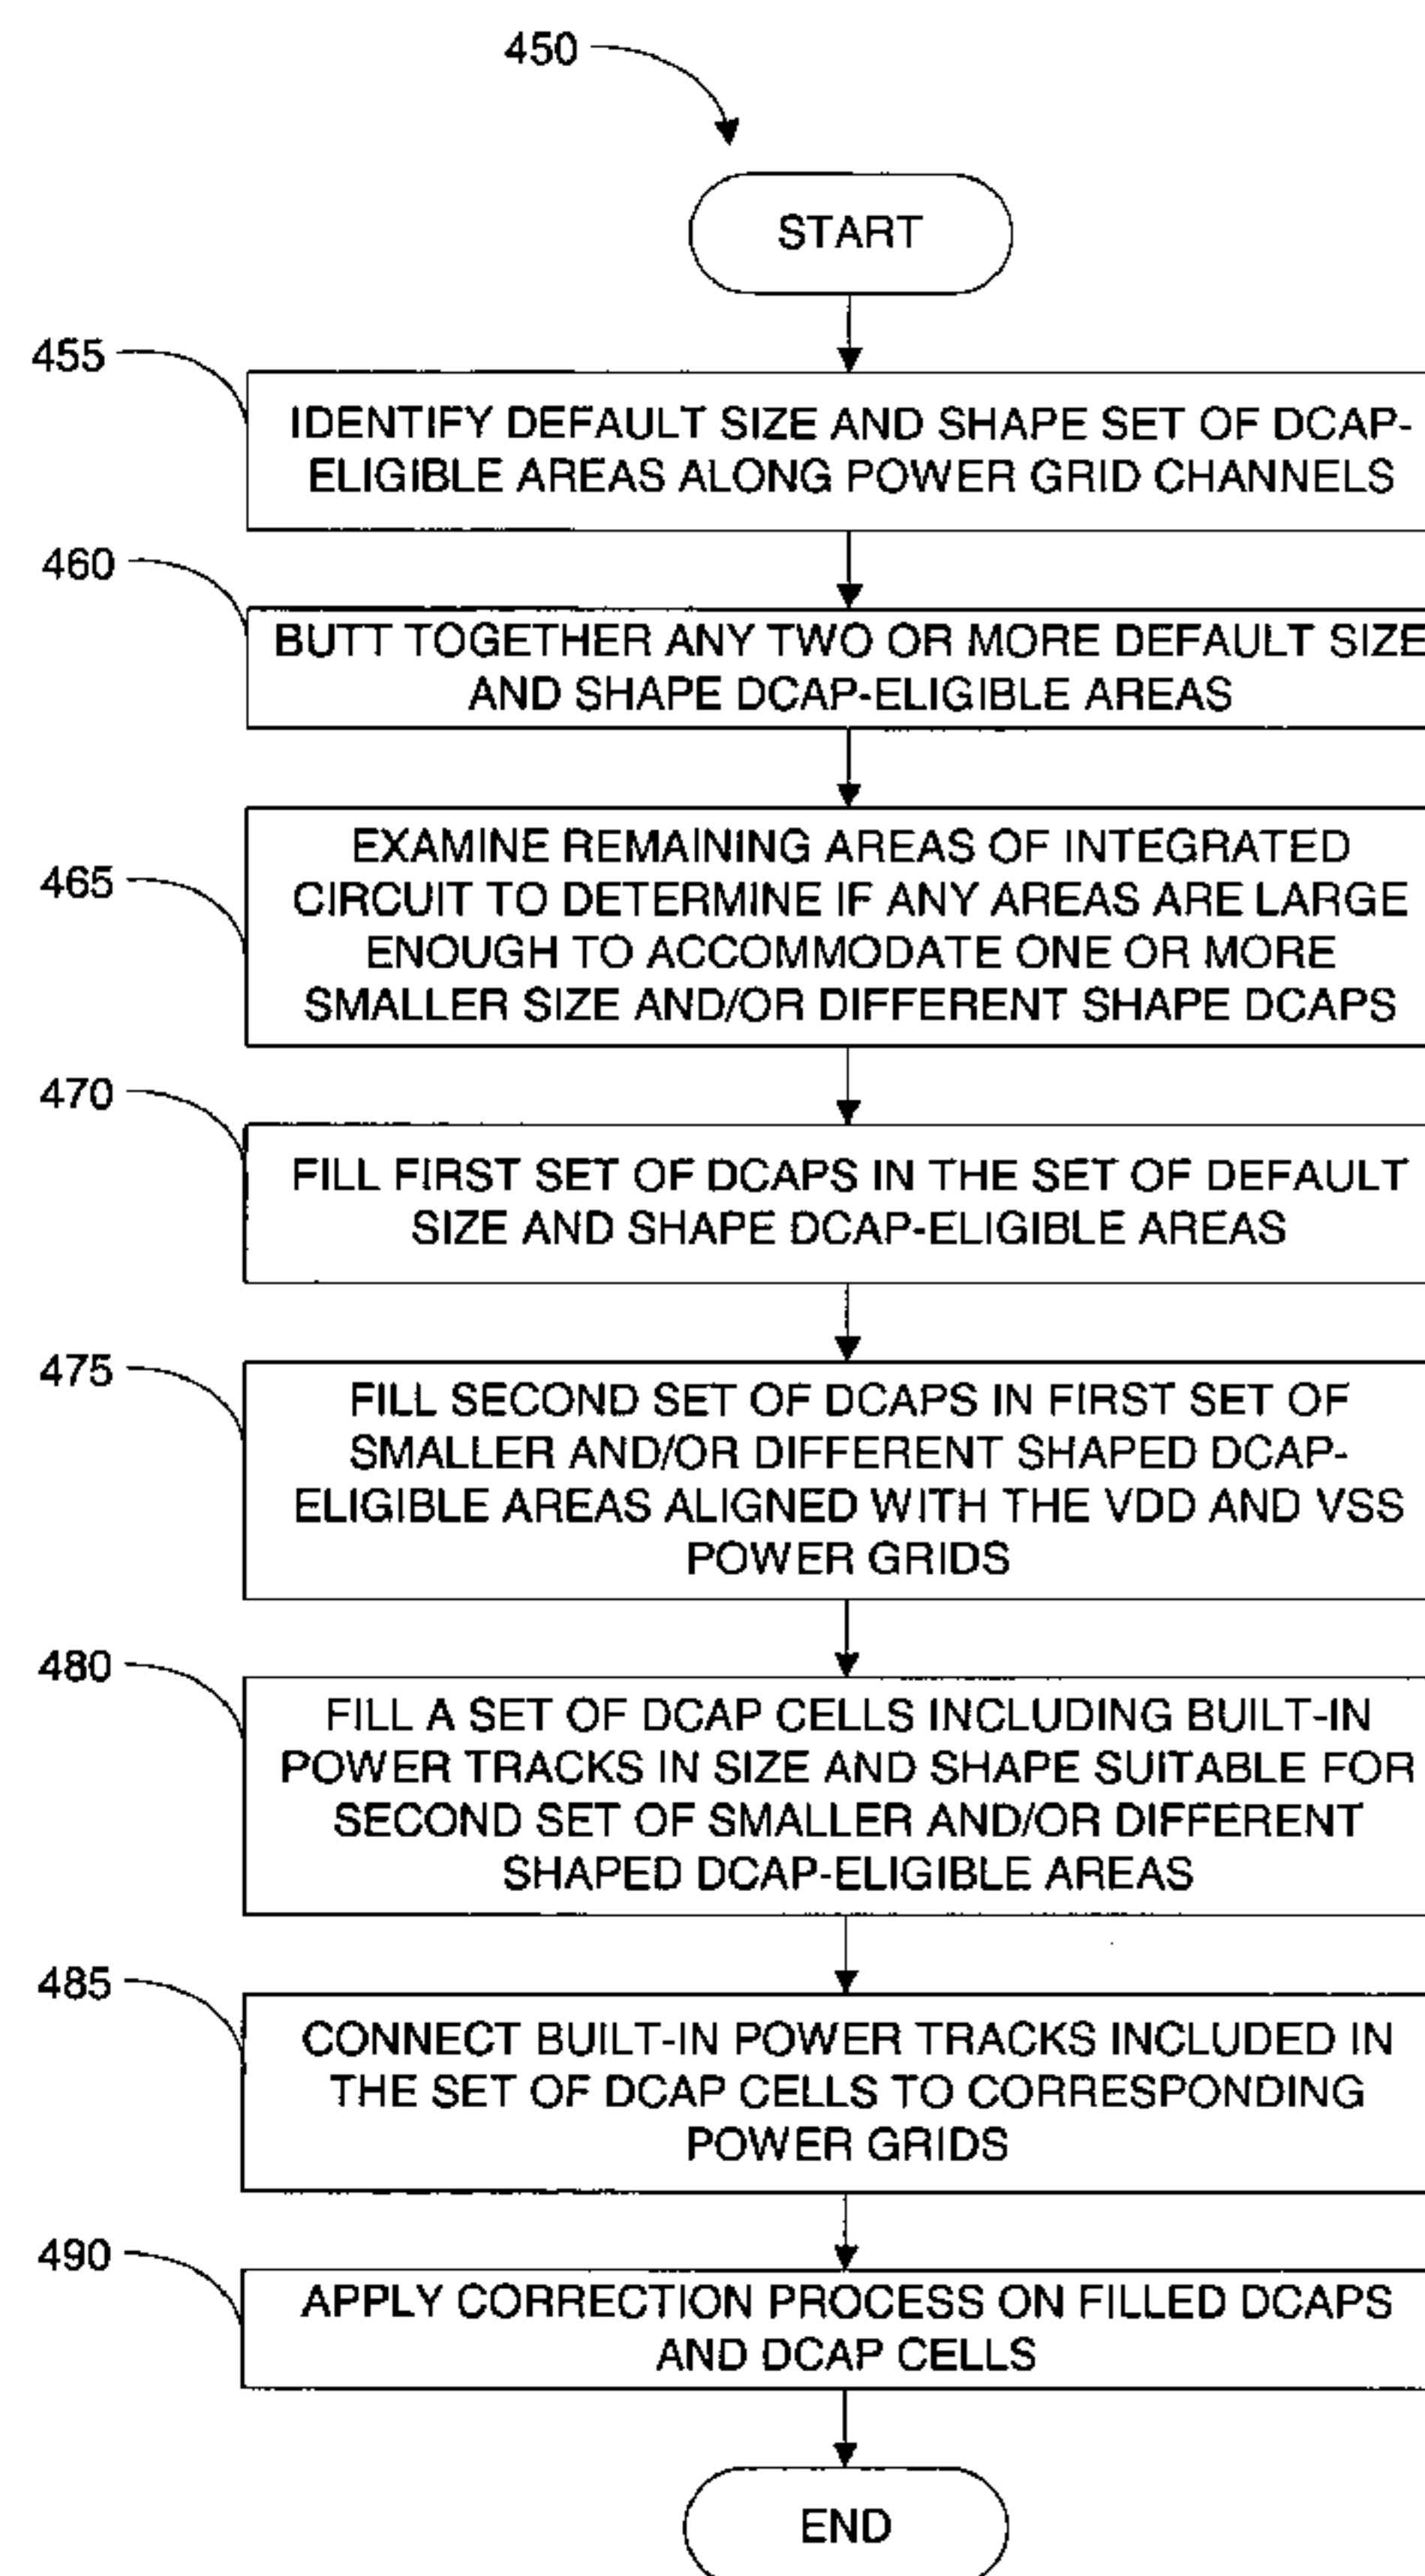 450
START
455
IDENTIFY DEFAULT SIZE AND SHAPE SET OF DCAP-
ELIGIBLE AREAS ALONG POWER GRID CHANNELS
460
BUTT TOGETHER ANY TWO OR MORE DEFAULT SIZE
AND SHAPE DCAP-ELIGIBLE AREAS
465
EXAMINE REMAINING AREAS OF INTEGRATED
CIRCUIT TO DETERMINE IF ANY AREAS ARE LARGE
ENOUGH TO ACCOMMODATE ONE OR MORE
SMALLER SIZE AND/OR DIFFERENT SHAPE DCAPS
470
FILL FIRST SET OF DCAPS IN THE SET OF DEFAULT
SIZE AND SHAPE DCAP-ELIGIBLE AREAS
475
FILL SECOND SET OF DCAPS IN FIRST SET OF
SMALLER AND/OR DIFFERENT SHAPED DCAP-
ELIGIBLE AREAS ALIGNED WITH THE VDD AND VSS
POWER GRIDS
480
FILL A SET OF DCAP CELLS INCLUDING BUILT-IN
POWER TRACKS IN SIZE AND SHAPE SUITABLE FOR
SECOND SET OF SMALLER AND/OR DIFFERENT
SHAPED DCAP-ELIGIBLE AREAS
485
CONNECT BUILT-IN POWER TRACKS INCLUDED IN
THE SET OF DCAP CELLS TO CORRESPONDING
POWER GRIDS
490
APPLY CORRECTION PROCESS ON FILLED DCAPS
AND DCAP CELLS
END